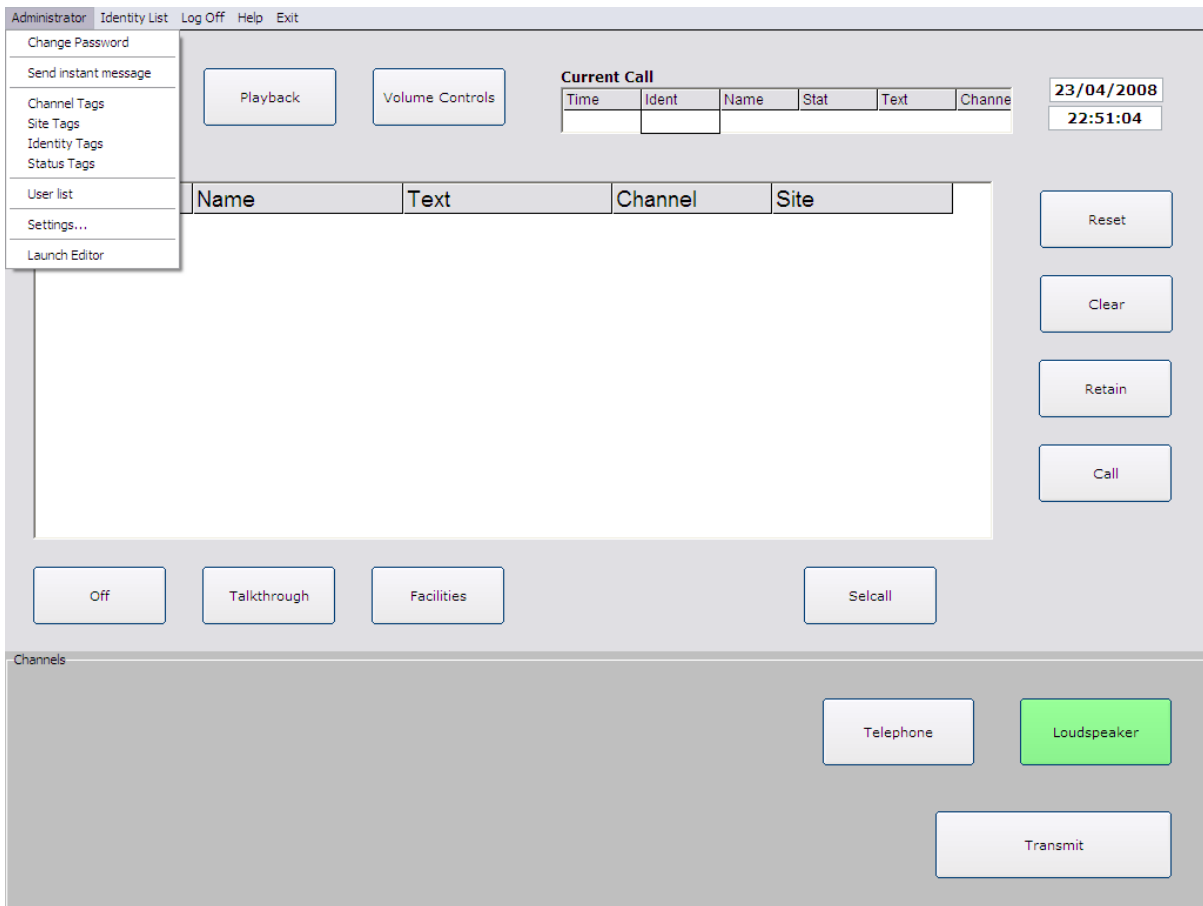 Administrator Identity List Log Off Help Exit
Change Password
Send instant message
Channel Tags
Site Tags
Identity Tags
Status Tags
User list
Settings...
Launch Editor
Playback
Volume Controls
Current Call
Time Ident Name Stat Text Channe
23/04/2008
22:51:04
Name Text Channel Site
Reset
Clear
Retain
Call
Off Talkthrough Facilities Selcall
Channels
Telephone Loudspeaker
Transmit